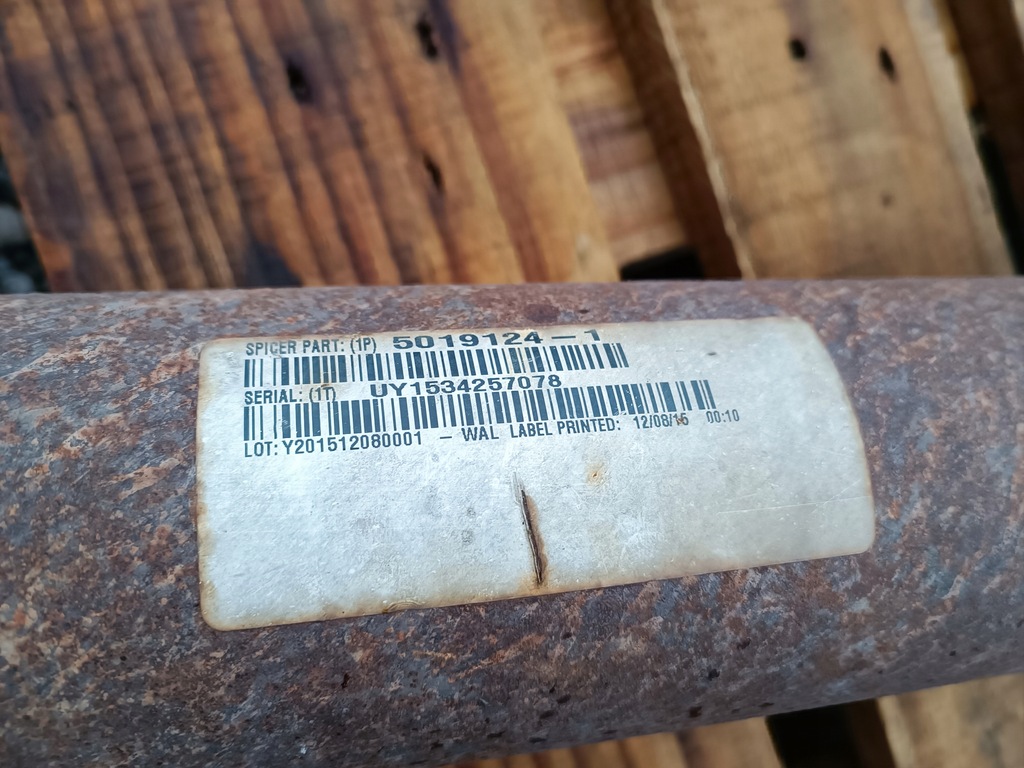 SPICER PART: (1P) 5019124-1
SERIAL: (1T) UY1534257078
LOT: Y201512080001 - WAL LABEL PRINTED: 12/08/15 00:10